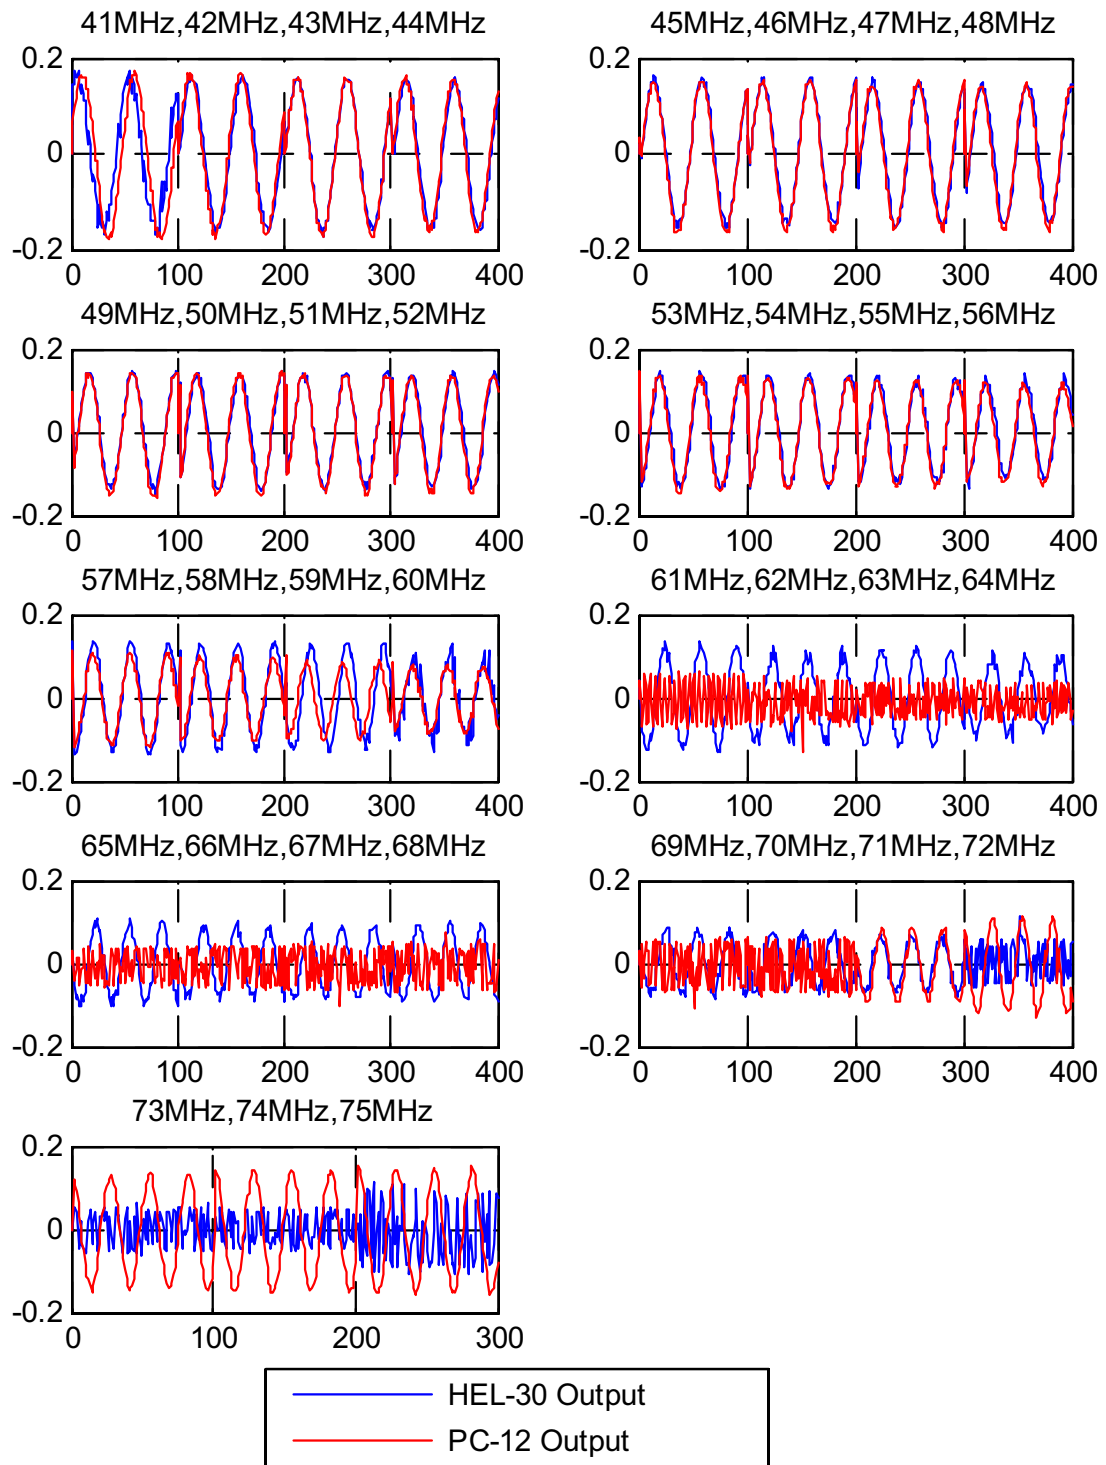 41MHz,42MHz,43MHz,44MHz
0.2
0
-0.2
0 100 200 300 400
45MHz,46MHz,47MHz,48MHz
0.2
0
-0.2
0 100 200 300 400
49MHz,50MHz,51MHz,52MHz
0.2
0
-0.2
0 100 200 300 400
53MHz,54MHz,55MHz,56MHz
0.2
0
-0.2
0 100 200 300 400
57MHz,58MHz,59MHz,60MHz
0.2
0
-0.2
0 100 200 300 400
61MHz,62MHz,63MHz,64MHz
0.2
0
-0.2
0 100 200 300 400
65MHz,66MHz,67MHz,68MHz
0.2
0
-0.2
0 100 200 300 400
69MHz,70MHz,71MHz,72MHz
0.2
0
-0.2
0 100 200 300 400
73MHz,74MHz,75MHz
0.2
0
-0.2
0 100 200 300
HEL-30 Output
PC-12 Output